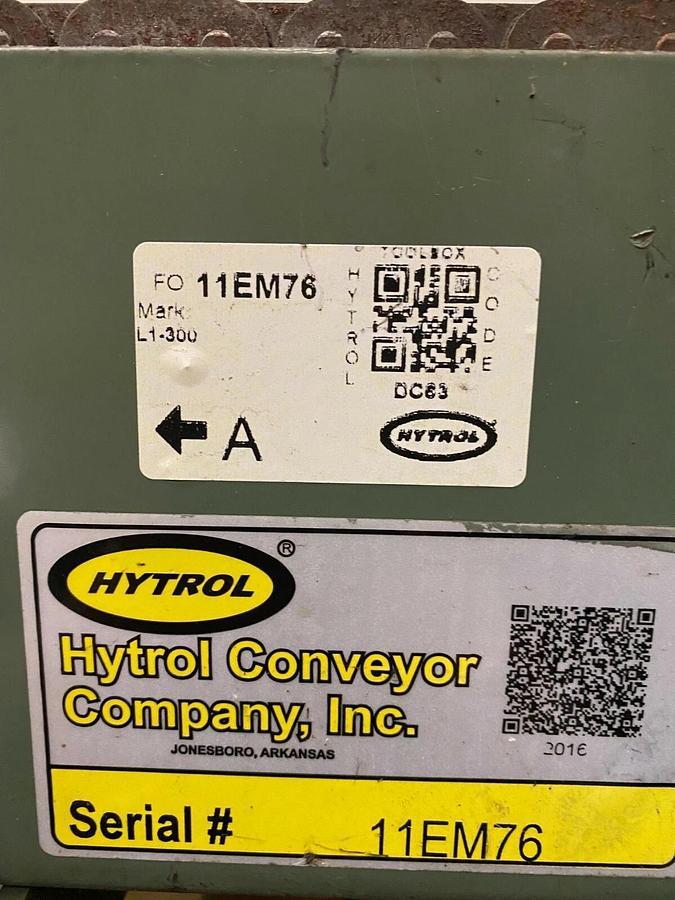 TOOLBOX
FO 11EM76
HYTROL
CODE
Mark:
L1-300
DC63
A
HYTROL
HYTROL ®
Hytrol Conveyor
Company, Inc.
JONESBORO, ARKANSAS
2016
Serial # 11EM76